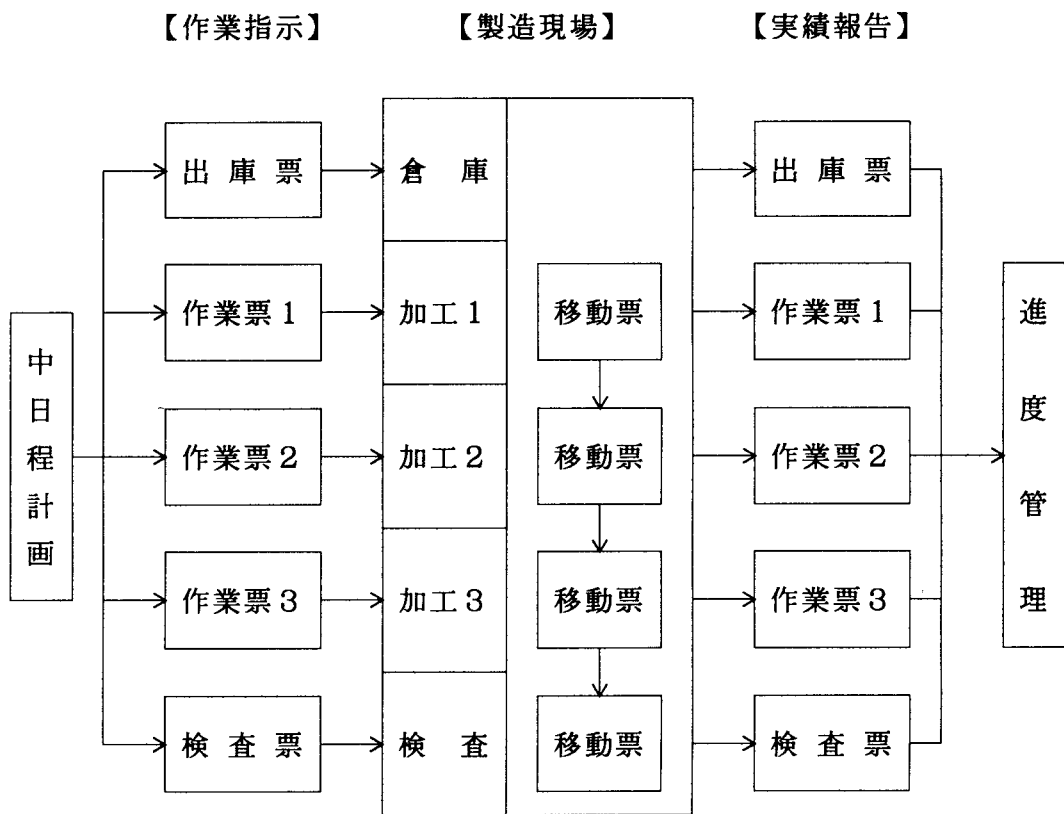 【作業指示】 【製造現場】 【実績報告】
出庫票 倉庫 出庫票
作業票1 加工1 移動票 作業票1
中日程計画 作業票2 加工2 移動票 作業票2 進度管理
作業票3 加工3 移動票 作業票3
検査票 検査 移動票 検査票